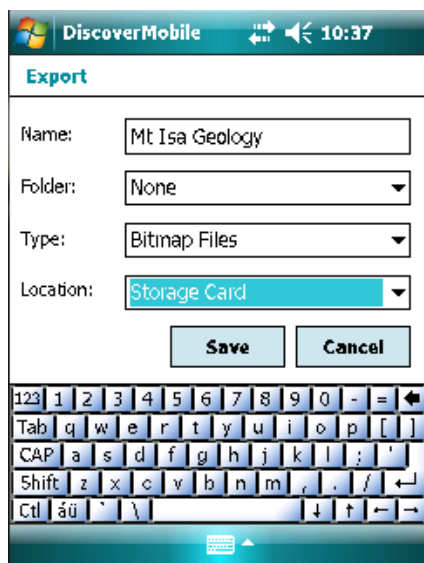 DiscoverMobile 10:37
Export
Name: Mt Isa Geology
Folder: None
Type: Bitmap Files
Location: Storage Card
Save Cancel
123 1 2 3 4 5 6 7 8 9 0 - =
Tab q w e r t y u i o p [ ]
CAP a s d f g h j k l ; '
Shift z x c v b n m , . /
Ctl áü ` \